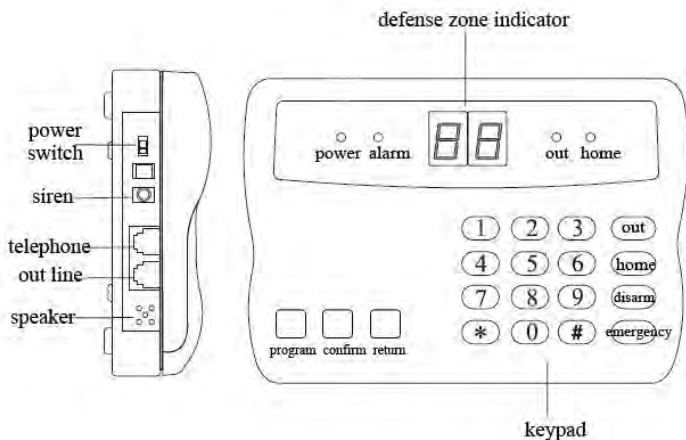 defense zone indicator
power
switch
siren
telephone
out line
speaker
power alarm
88
out home
1 2 3 out
4 5 6 home
7 8 9 disarm
* 0 # emergency
program confirm return
keypad